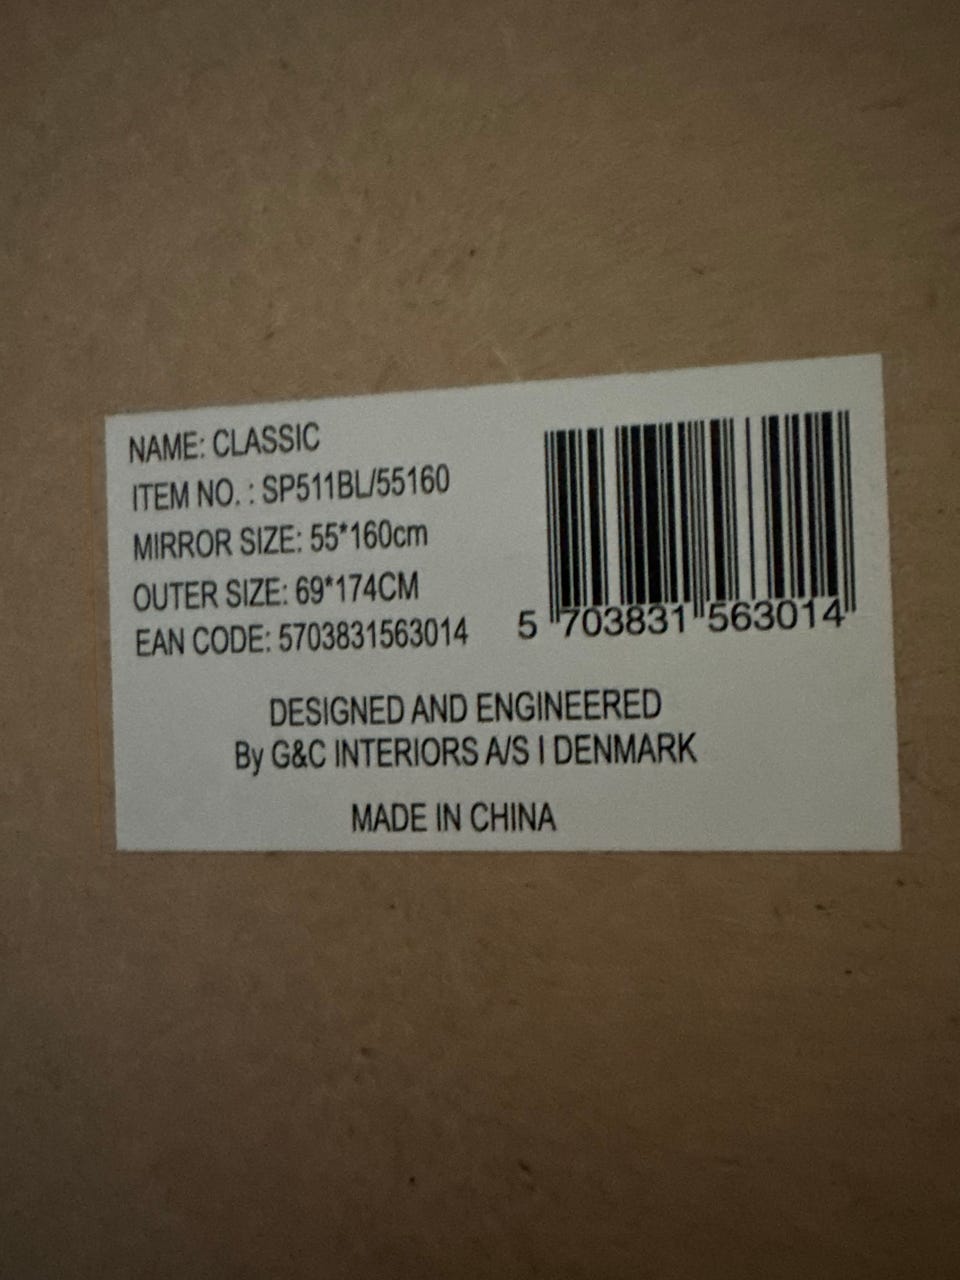 NAME: CLASSIC
ITEM NO. : SP511BL/55160
MIRROR SIZE: 55*160cm
OUTER SIZE: 69*174CM
EAN CODE: 5703831563014
5 703831 563014
DESIGNED AND ENGINEERED
By G&C INTERIORS A/S I DENMARK
MADE IN CHINA